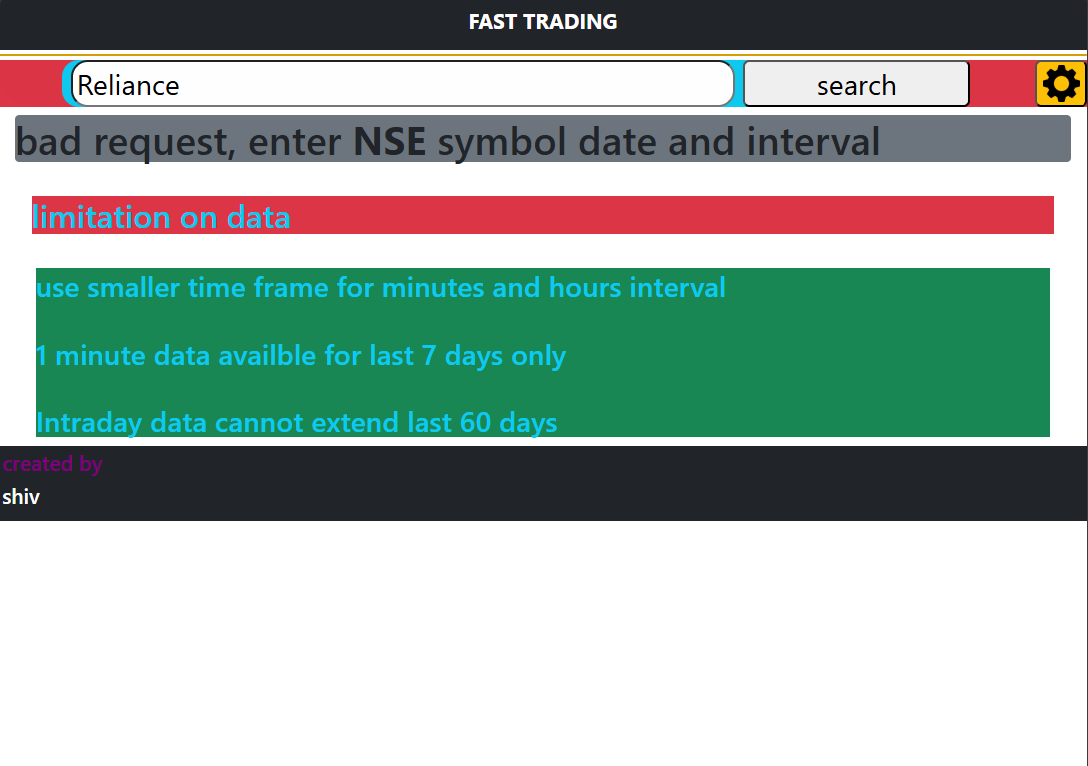 FAST TRADING
Reliance search
bad request, enter NSE symbol date and interval
limitation on data
use smaller time frame for minutes and hours interval
1 minute data availble for last 7 days only
Intraday data cannot extend last 60 days
created by
shiv